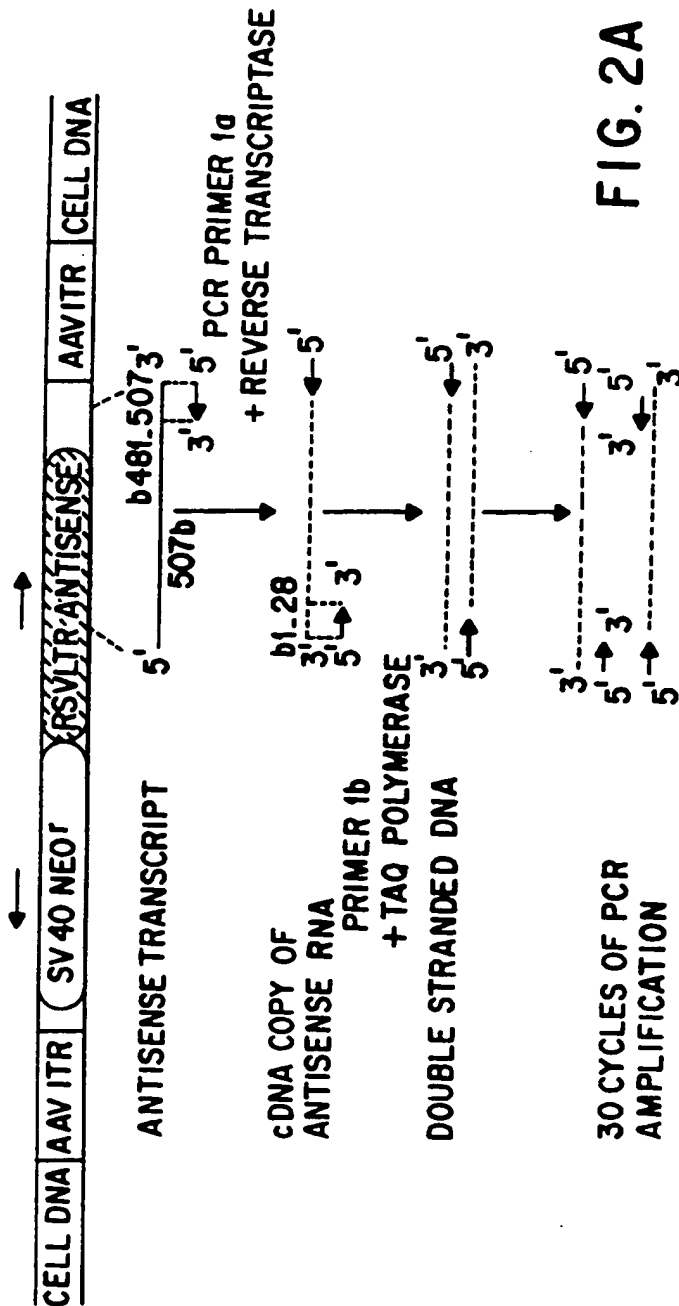 CELL DNA AAV ITR SV40 NEOʳ RSVLTR ANTISENSE AAV ITR CELL DNA
ANTISENSE TRANSCRIPT
5' b481-507 3'
507b
3' 5'
PCR PRIMER 1a
+ REVERSE TRANSCRIPTASE
cDNA COPY OF
ANTISENSE RNA
b1-28
3' 5'
5' 3'
PRIMER 1b
+ TAQ POLYMERASE
DOUBLE STRANDED DNA
3' 5'
5' 3'
30 CYCLES OF PCR
AMPLIFICATION
3' 5'
5' 3' 3' 5'
5' 3'
FIG. 2A